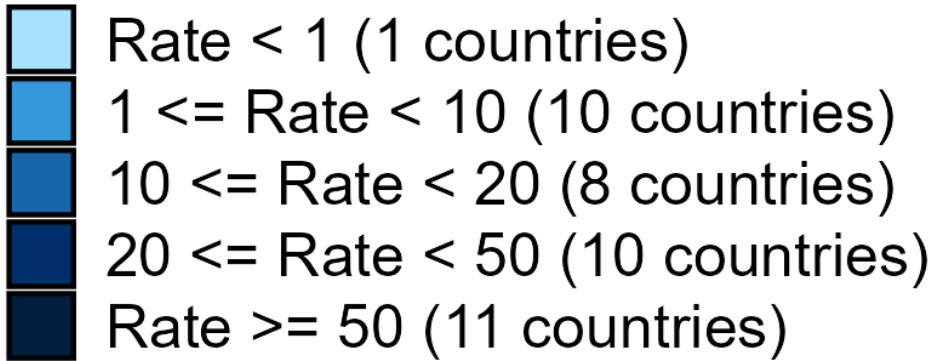 Rate < 1 (1 countries)
1 <= Rate < 10 (10 countries)
10 <= Rate < 20 (8 countries)
20 <= Rate < 50 (10 countries)
Rate >= 50 (11 countries)